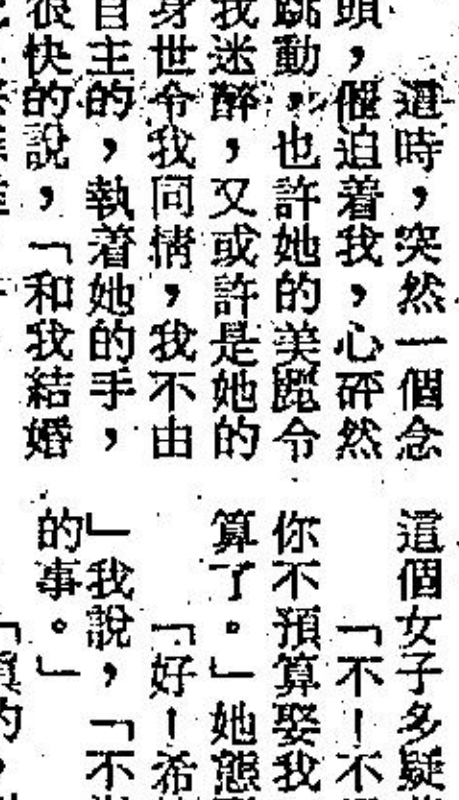 這時，突然一個念
頭，催迫着我，心砰然
跳動，也許她的美麗令
我迷醉，又或許是她的
身世令我同情，我不由
自主的，執着她的手，
很快的說，「和我結婚
這個女子多疑
「不！不
你不預算娶我
算了。」她態
「好！希
」我說，「不
的事。」
「真的，